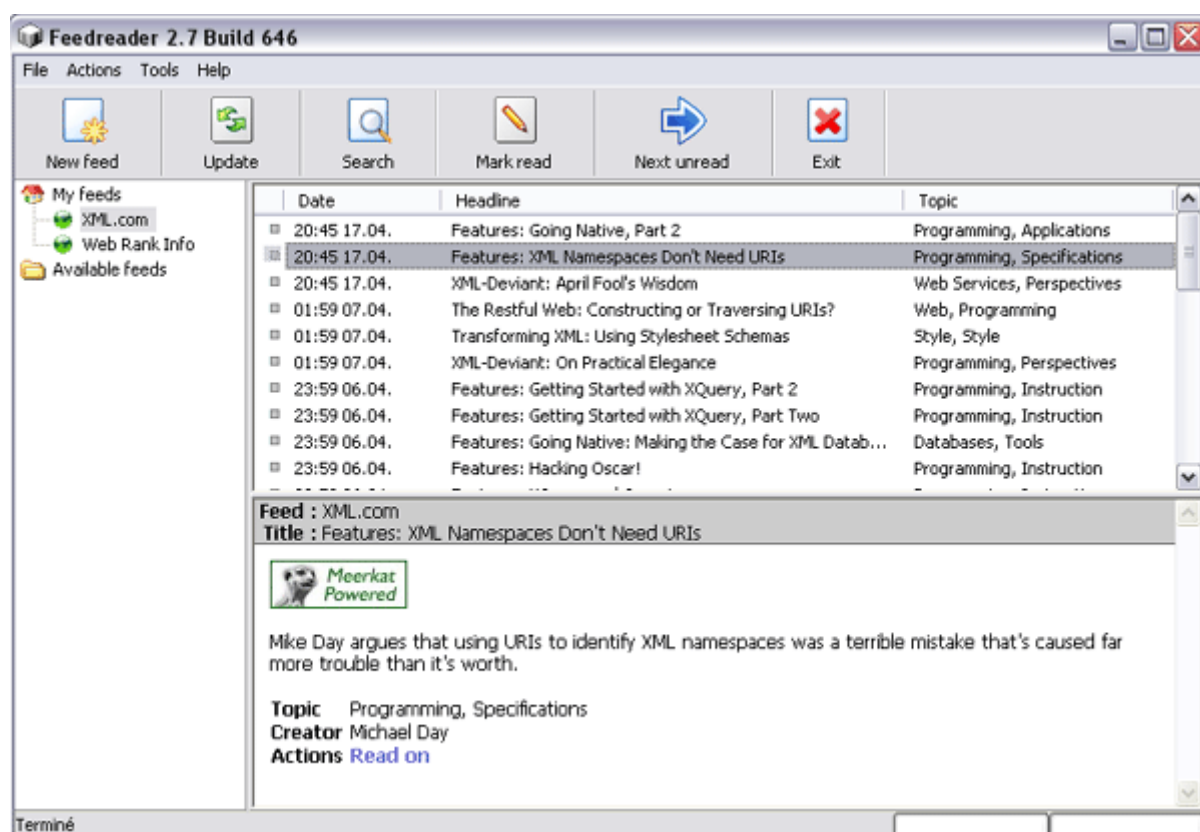 Feedreader 2.7 Build 646
File Actions Tools Help
New feed Update Search Mark read Next unread Exit
My feeds
XML.com
Web Rank Info
Available feeds
Date Headline Topic
20:45 17.04. Features: Going Native, Part 2 Programming, Applications
20:45 17.04. Features: XML Namespaces Don't Need URIs Programming, Specifications
20:45 17.04. XML-Deviant: April Fool's Wisdom Web Services, Perspectives
01:59 07.04. The Restful Web: Constructing or Traversing URIs? Web, Programming
01:59 07.04. Transforming XML: Using Stylesheet Schemas Style, Style
01:59 07.04. XML-Deviant: On Practical Elegance Programming, Perspectives
23:59 06.04. Features: Getting Started with XQuery, Part 2 Programming, Instruction
23:59 06.04. Features: Getting Started with XQuery, Part Two Programming, Instruction
23:59 06.04. Features: Going Native: Making the Case for XML Datab... Databases, Tools
23:59 06.04. Features: Hacking Oscar! Programming, Instruction
Feed : XML.com
Title : Features: XML Namespaces Don't Need URIs
Meerkat
Powered
Mike Day argues that using URIs to identify XML namespaces was a terrible mistake that's caused far
more trouble than it's worth.
Topic Programming, Specifications
Creator Michael Day
Actions Read on
Terminé